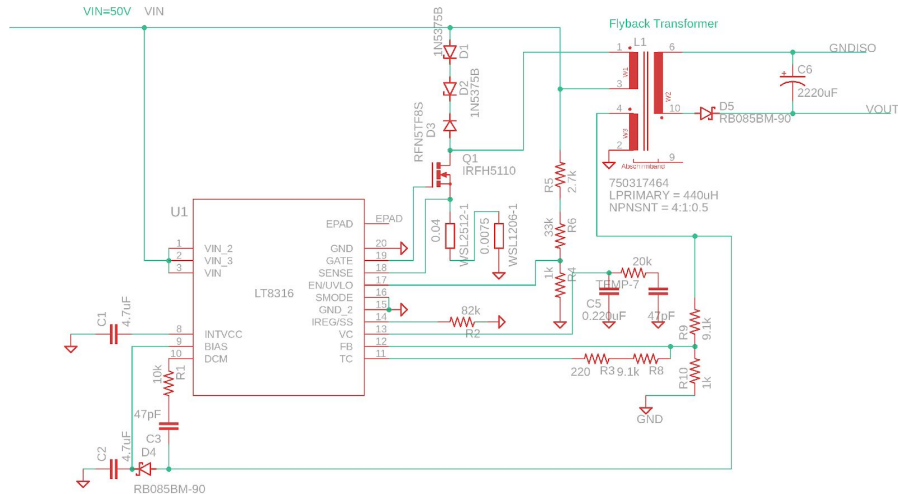 VIN=50V VIN
1N5375B
D1
D2
1N5375B
RFN5TF8S
D3
Q1
IRFH5110
Flyback Transformer
L1
1
3
4
2
6
10
9
W1
W2
W3
Abschirmband
GNDISO
C6
2220uF
D5
RB085BM-90
VOUT
750317464
LPRIMARY = 440uH
NPNSNT = 4:1:0.5
R5
2.7k
R6
33k
R4
1k
0.04
WSL2512-1
0.0075
WSL1206-1
U1
LT8316
1 VIN_2
2 VIN_3
3 VIN
8 INTVCC
9 BIAS
10 DCM
EPAD EPAD
GND 20
GATE 19
SENSE 18
EN/UVLO 17
SMODE 16
GND_2 15
IREG/SS 14
VC 13
FB 12
TC 11
82k
R2
20k
TEMP-7
C5
0.220uF
47pF
R9
9.1k
R10
1k
220 R3 9.1k R8
GND
C1
4.7uF
10k
R1
47pF
C3
C2
4.7uF
D4
RB085BM-90